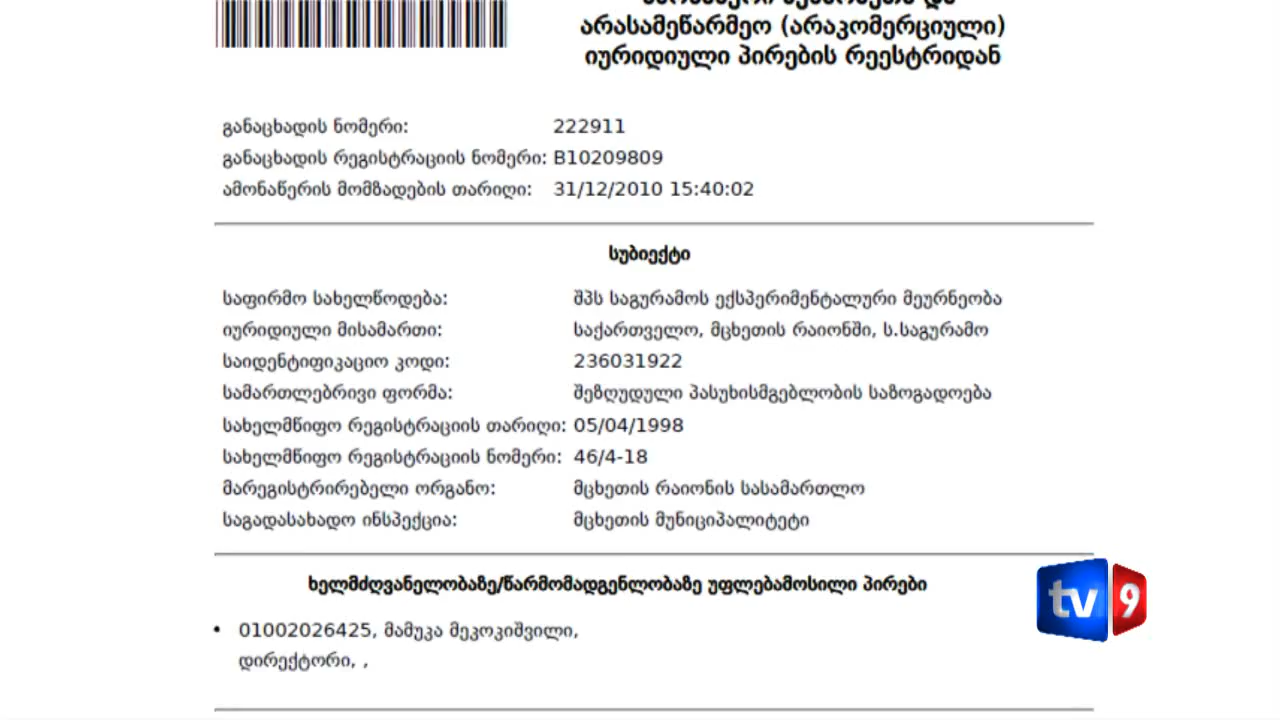 არასამეწარმეო (არაკომერციული)
იურიდიული პირების რეესტრიდან
განაცხადის ნომერი: 222911
განაცხადის რეგისტრაციის ნომერი: B10209809
ამონაწერის მომზადების თარიღი: 31/12/2010 15:40:02
სუბიექტი
საფირმო სახელწოდება: შპს საგურამოს ექსპერიმენტალური მეურნეობა
იურიდიული მისამართი: საქართველო, მცხეთის რაიონში, ს.საგურამო
საიდენტიფიკაციო კოდი: 236031922
სამართლებრივი ფორმა: შეზღუდული პასუხისმგებლობის საზოგადოება
სახელმწიფო რეგისტრაციის თარიღი: 05/04/1998
სახელმწიფო რეგისტრაციის ნომერი: 46/4-18
მარეგისტრირებელი ორგანო: მცხეთის რაიონის სასამართლო
საგადასახადო ინსპექცია: მცხეთის მუნიციპალიტეტი
ხელმძღვანელობაზე/წარმომადგენლობაზე უფლებამოსილი პირები
• 01002026425, მამუკა მეკოკიშვილი,
დირექტორი, ,
tv 9